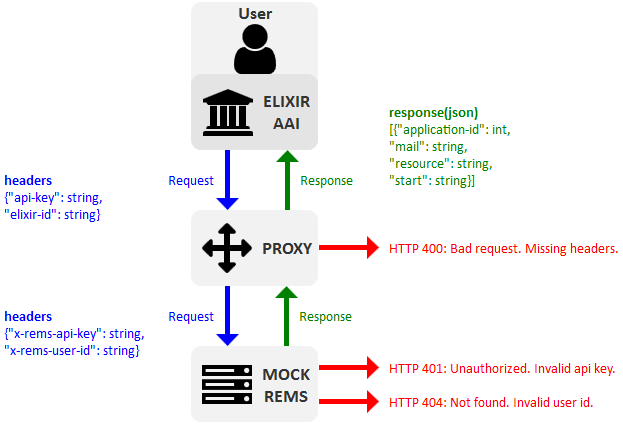 User
ELIXIR
AAI
response(json)
[{"application-id": int,
"mail": string,
"resource": string,
"start": string}]
headers
{"api-key": string,
"elixir-id": string}
Request
Response
PROXY
HTTP 400: Bad request. Missing headers.
headers
{"x-rems-api-key": string,
"x-rems-user-id": string}
Request
Response
MOCK
REMS
HTTP 401: Unauthorized. Invalid api key.
HTTP 404: Not found. Invalid user id.